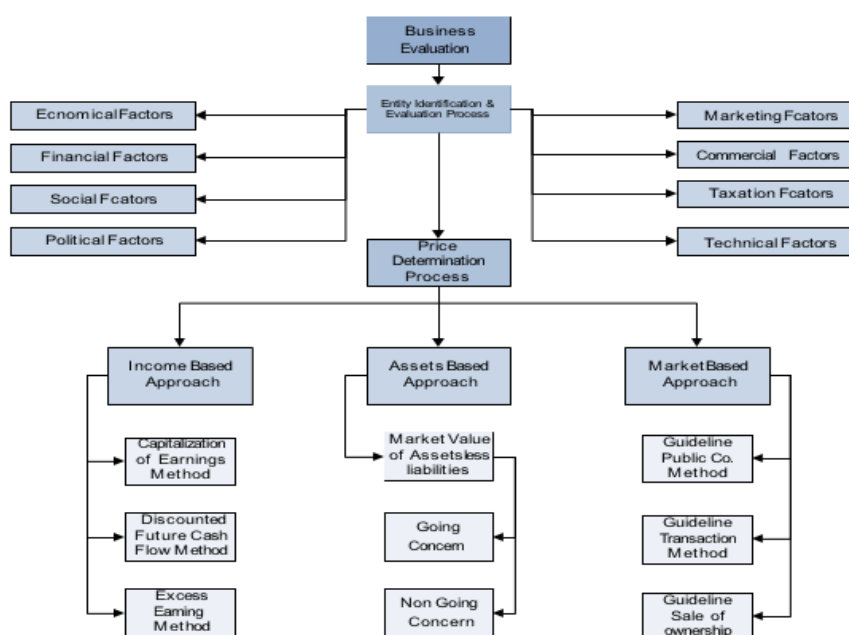 Business
Evaluation
Entity Identification &
Evaluation Process
Ecnomical Factors
Financial Factors
Social Fcators
Political Factors
Marketing Fcators
Commercial Factors
Taxation Fcators
Technical Factors
Price
Determination
Process
Income Based
Approach
Assets Based
Approach
Market Based
Approach
Capitalization
of Earnings
Method
Discounted
Future Cash
Flow Method
Excess
Earning
Method
Market Value
of Assetsless
liabilities
Going
Concern
Non Going
Concern
Guideline
Public Co.
Method
Guideline
Transaction
Method
Guideline
Sale of
ownership